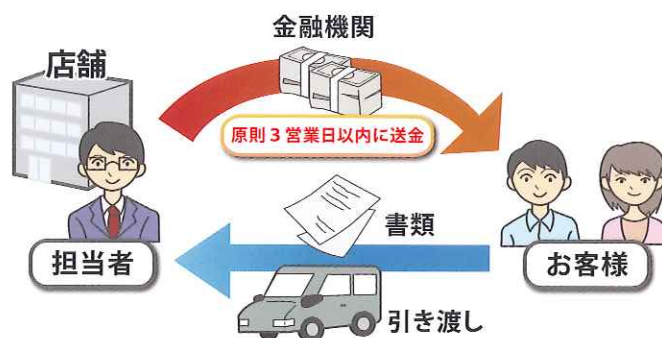 金融機関
店舗
原則3営業日以内に送金
書類
担当者
お客様
引き渡し